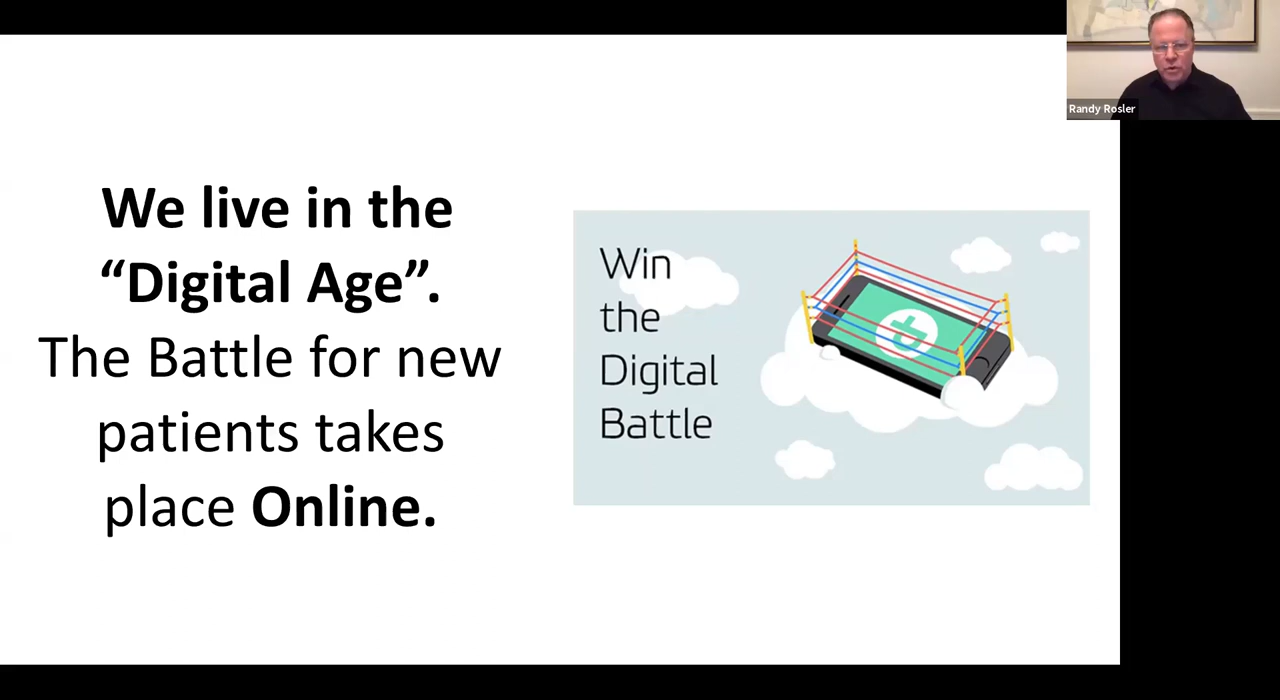 We live in the
“Digital Age”.
The Battle for new
patients takes
place Online.
Win
the
Digital
Battle
Randy Rosler